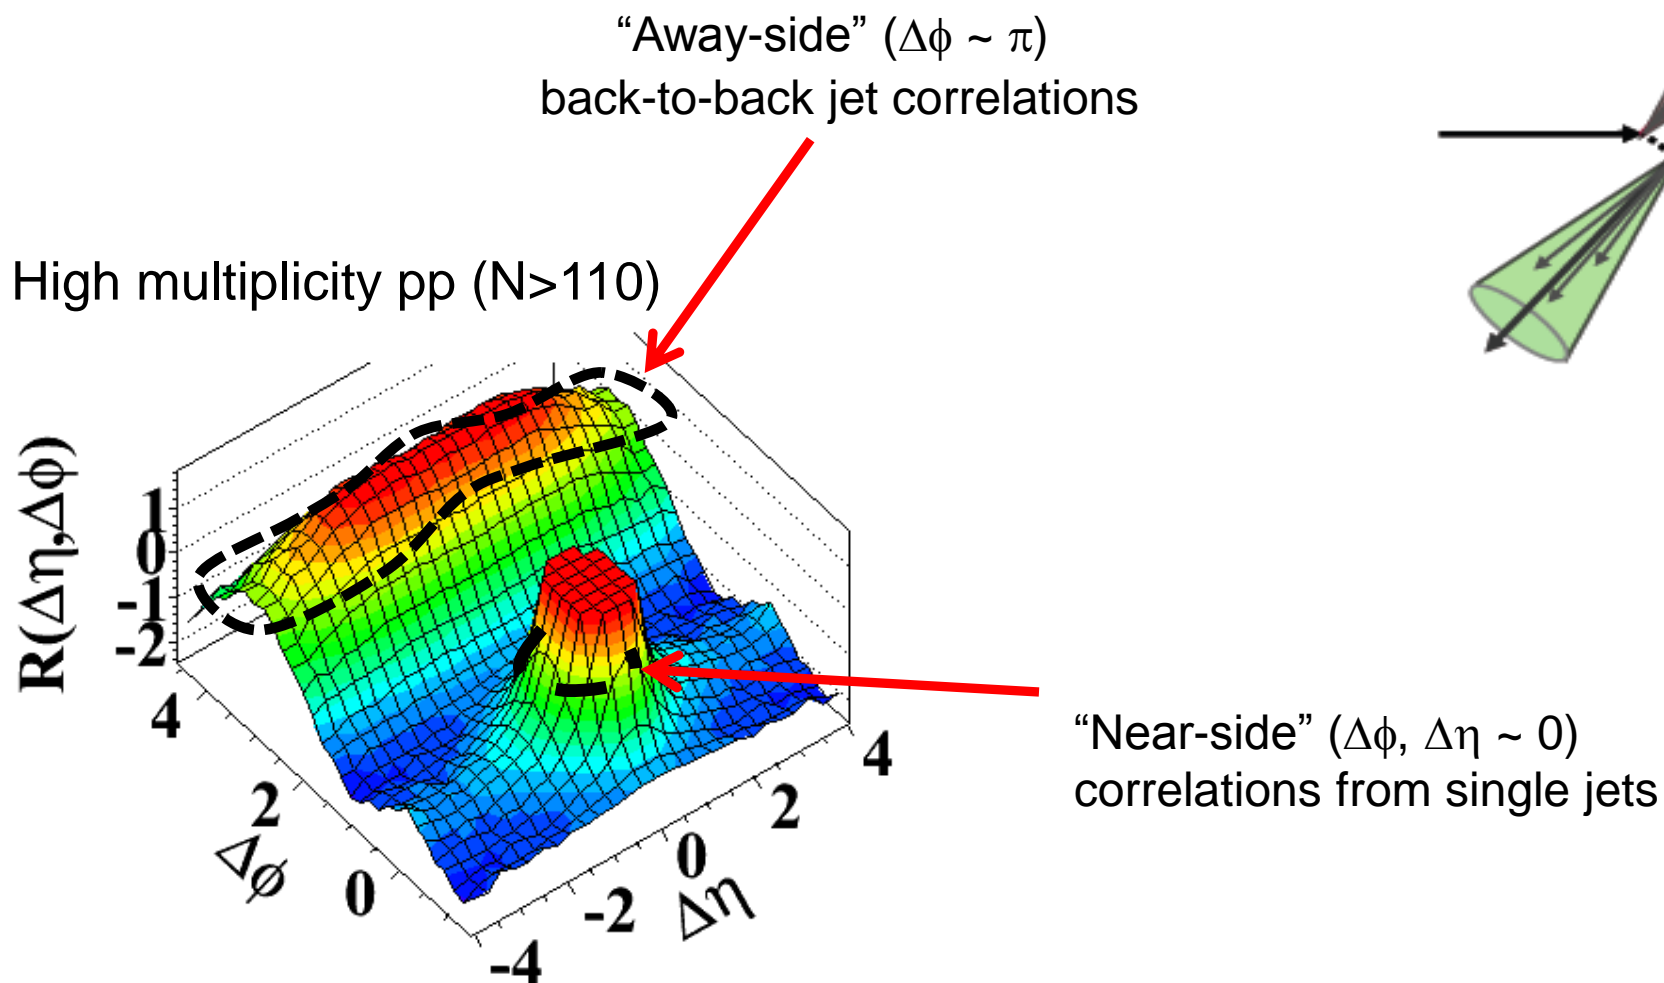 “Away-side” (Δϕ ~ π)
back-to-back jet correlations
High multiplicity pp (N>110)
R(Δη,Δϕ)
1
0
-1
-2
4
2
0
Δϕ
-4
-2
0
2
4
Δη
“Near-side” (Δϕ, Δη ~ 0)
correlations from single jets